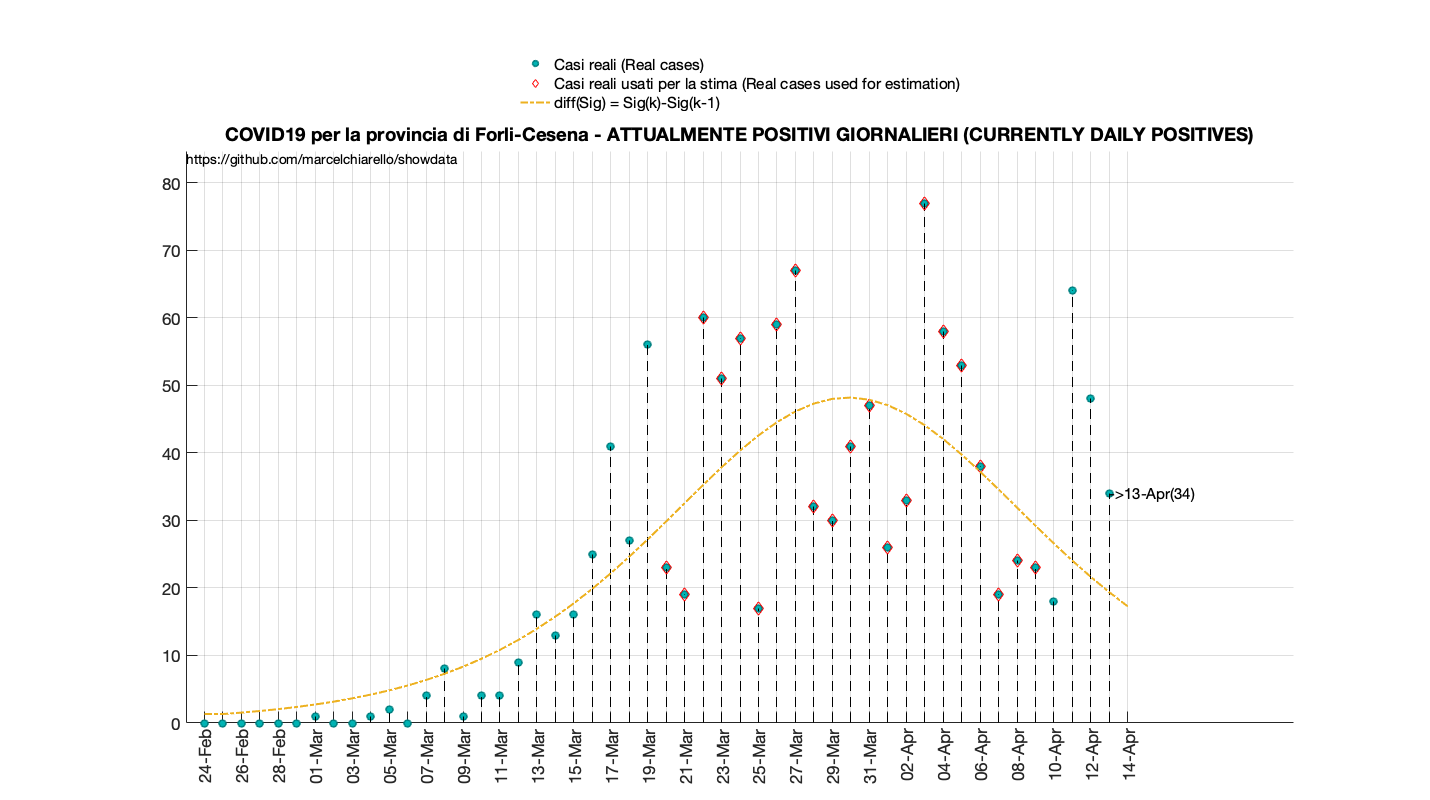 Casi reali (Real cases)
Casi reali usati per la stima (Real cases used for estimation)
diff(Sig) = Sig(k)-Sig(k-1)
COVID19 per la provincia di Forli-Cesena - ATTUALMENTE POSITIVI GIORNALIERI (CURRENTLY DAILY POSITIVES)
https://github.com/marcelchiarello/showdata
80
70
60
50
40
30
20
10
0
->13-Apr(34)
24-Feb
26-Feb
28-Feb
01-Mar
03-Mar
05-Mar
07-Mar
09-Mar
11-Mar
13-Mar
15-Mar
17-Mar
19-Mar
21-Mar
23-Mar
25-Mar
27-Mar
29-Mar
31-Mar
02-Apr
04-Apr
06-Apr
08-Apr
10-Apr
12-Apr
14-Apr